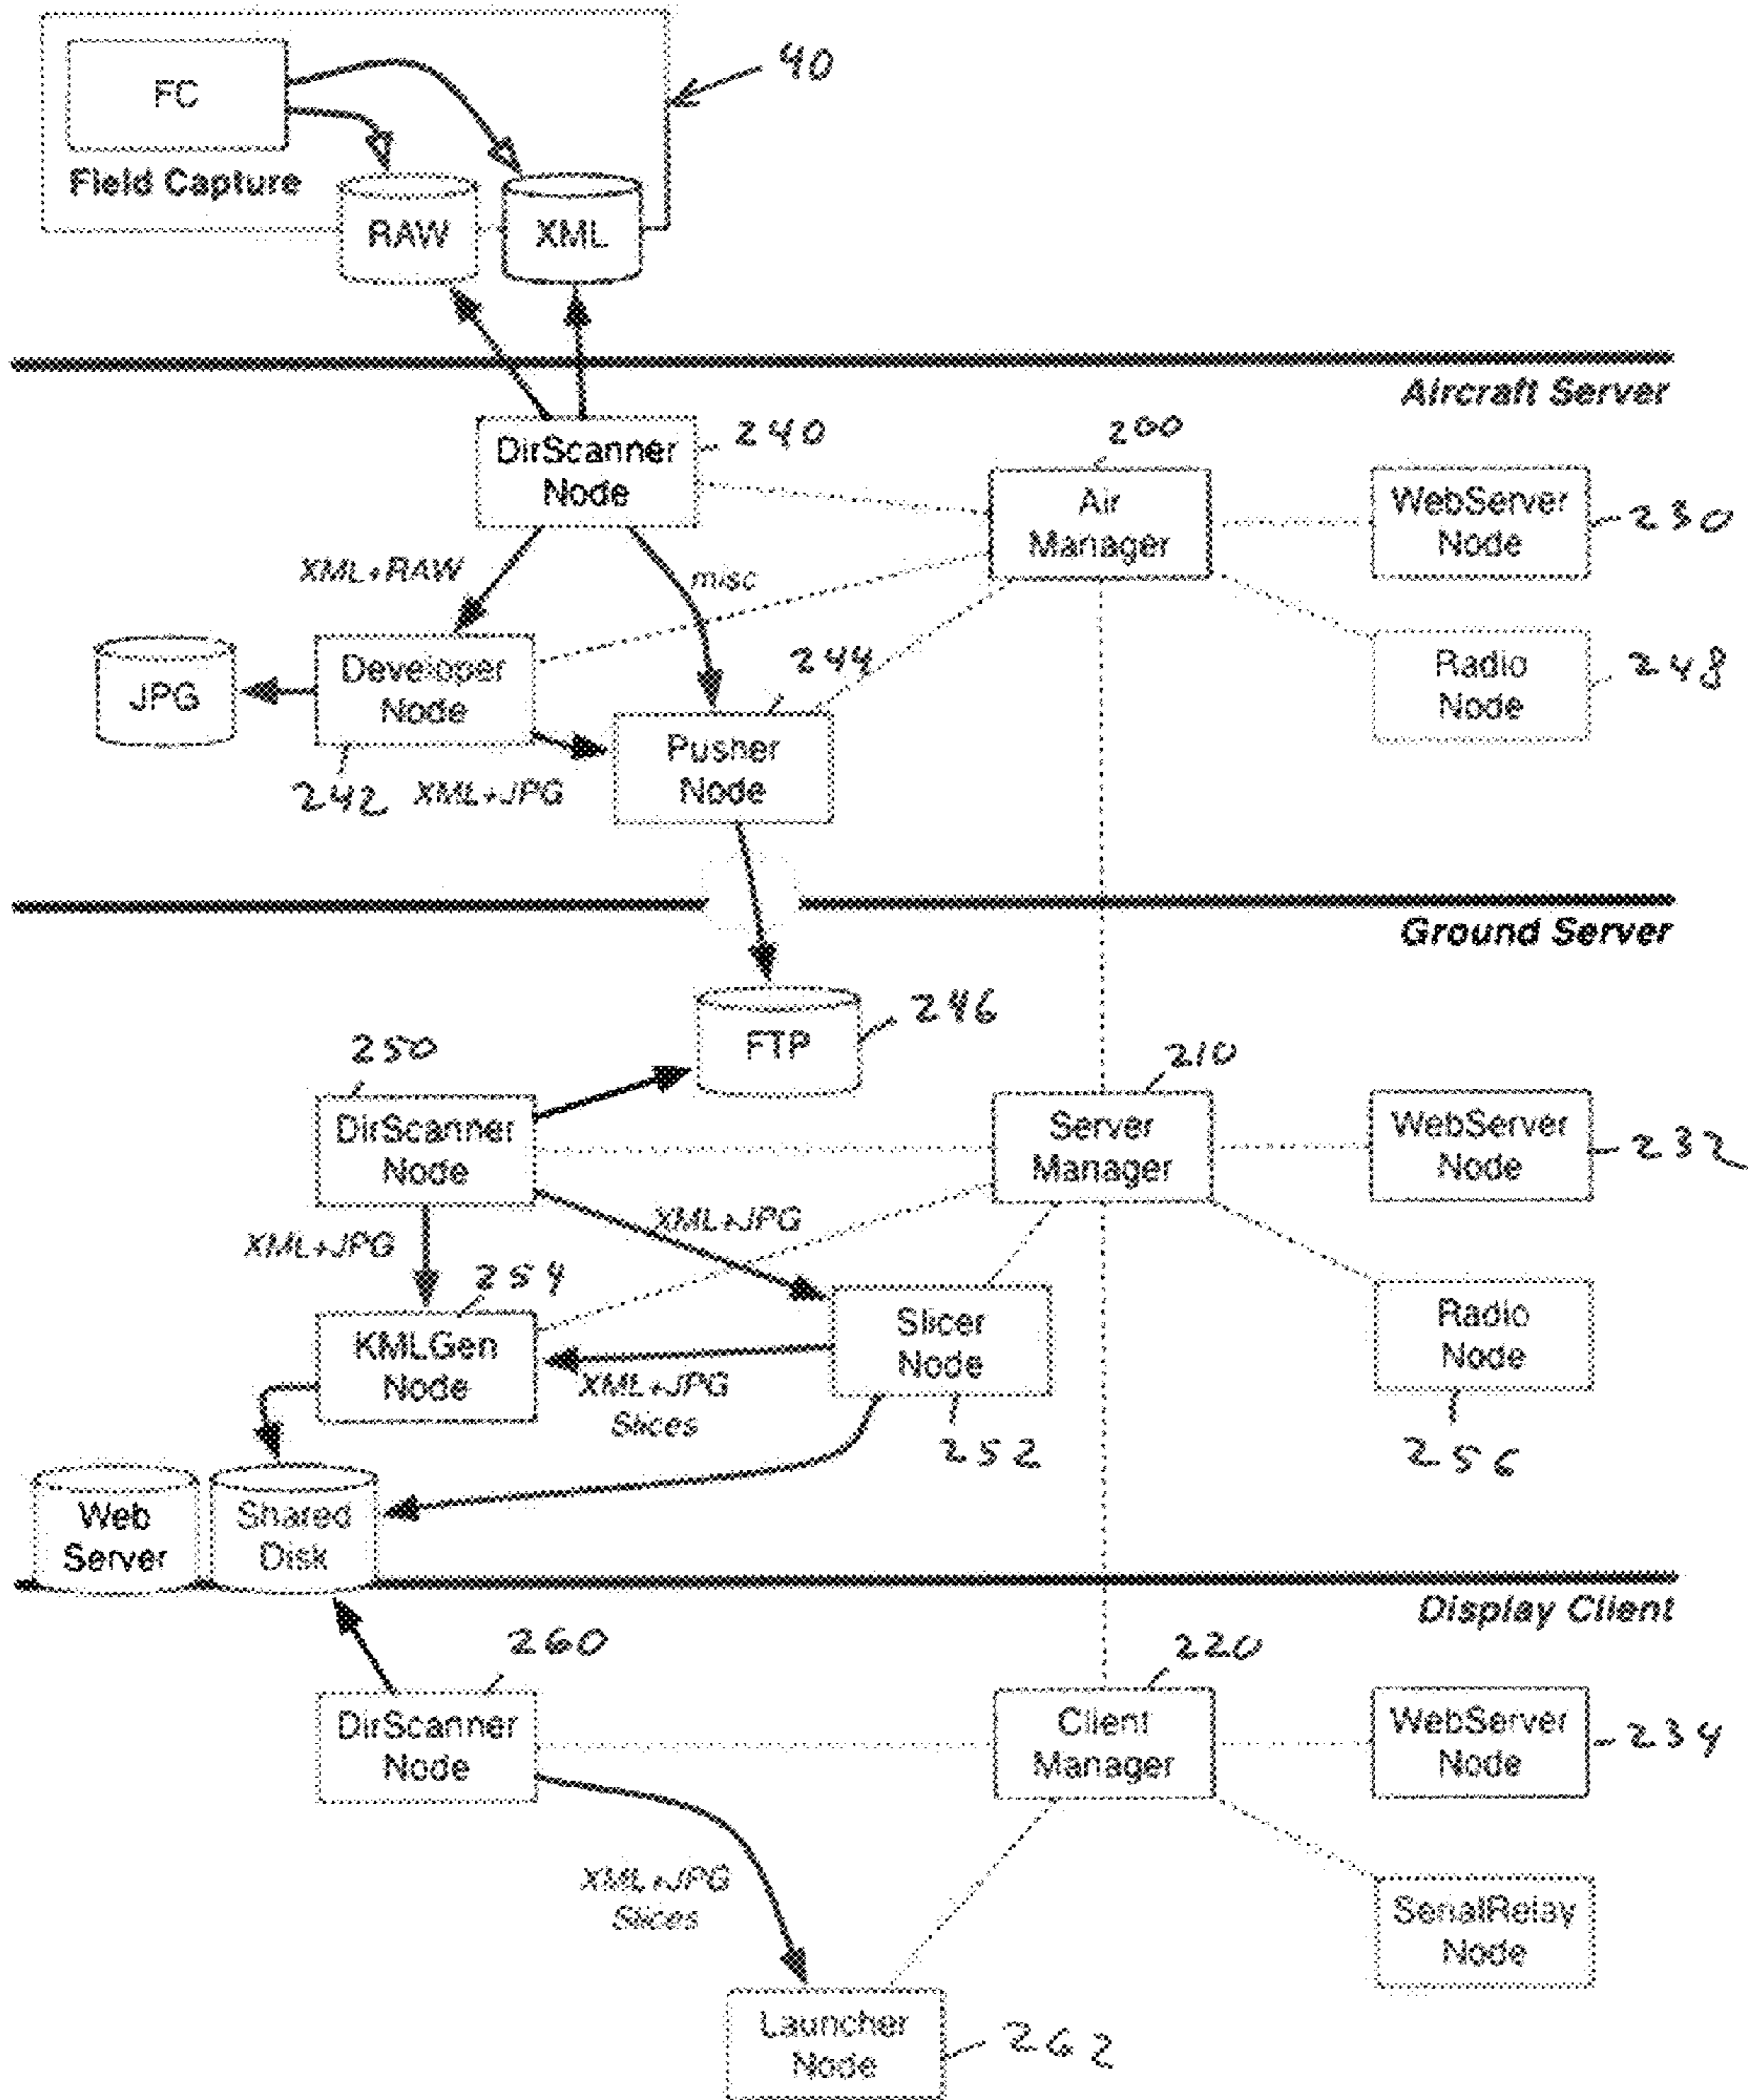 40
FC
Field Capture
RAW
XML
Aircraft Server
DirScanner
Node
240
200
Air
Manager
WebServer
Node
230
XML+RAW
misc
JPG
Developer
Node
244
Radio
Node
248
Pusher
Node
242
XML+JPG
Ground Server
FTP
246
250
DirScanner
Node
210
Server
Manager
WebServer
Node
232
XML+JPG
XML+JPG
254
KMLGen
Node
Slicer
Node
Radio
Node
XML+JPG
Slices
252
256
Web
Server
Shared
Disk
Display Client
260
DirScanner
Node
220
Client
Manager
WebServer
Node
234
XML+JPG
Slices
SerialRelay
Node
Launcher
Node
262